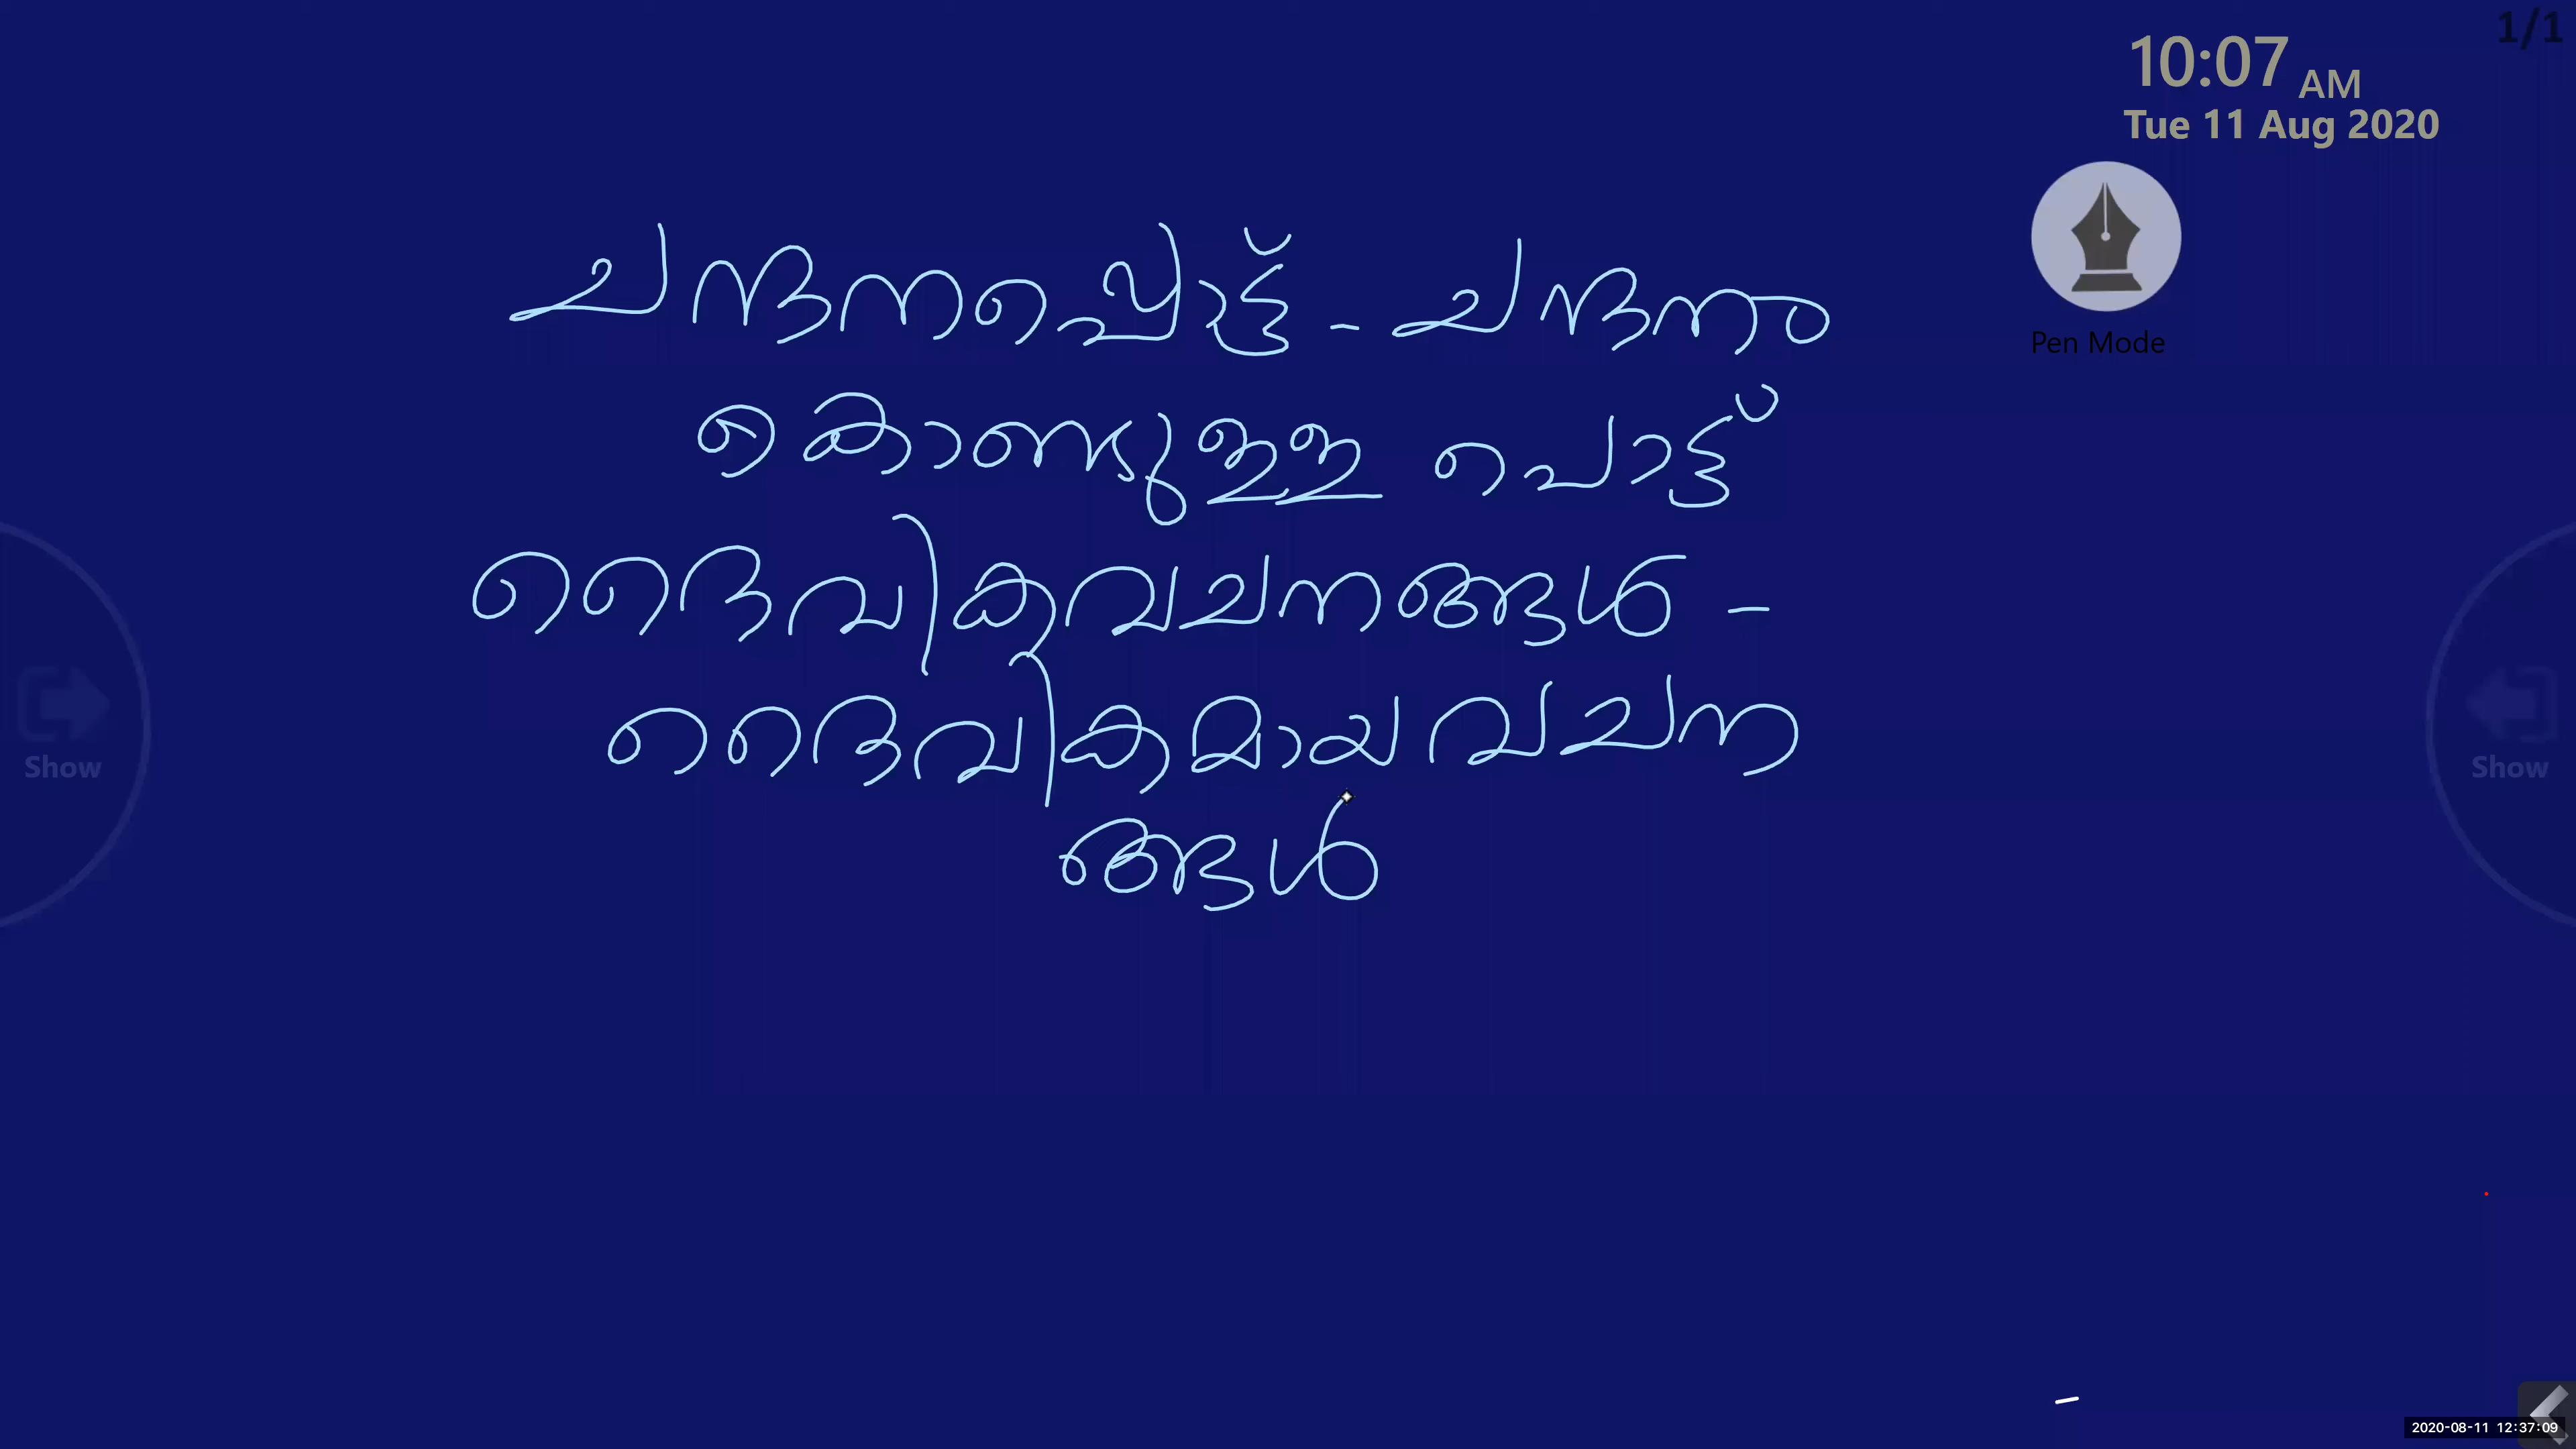 1/1
10:07 AM
Tue 11 Aug 2020
Pen Mode
ചന്ദനപ്പൊട്ട് - ചന്ദനം
കൊണ്ടുള്ള പൊട്ട്
ദൈവികവചനങ്ങൾ -
ദൈവികമായ വചന
ങ്ങൾ
Show
Show
2020-08-11 12:37:09